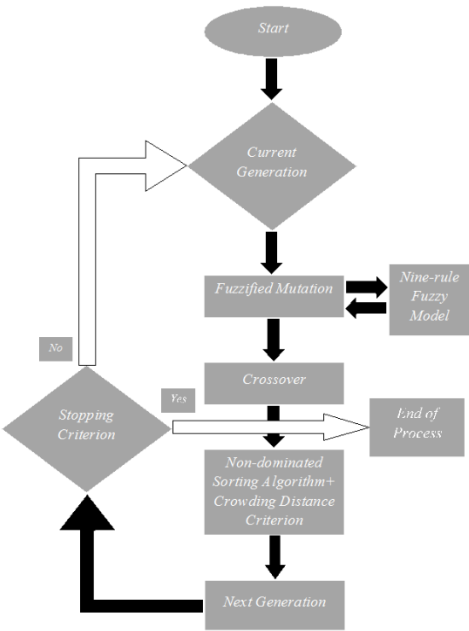 Start
Current
Generation
Fuzzified Mutation
Nine-rule
Fuzzy
Model
No
Crossover
Yes
Stopping
Criterion
End of
Process
Non-dominated
Sorting Algorithm+
Crowding Distance
Criterion
Next Generation